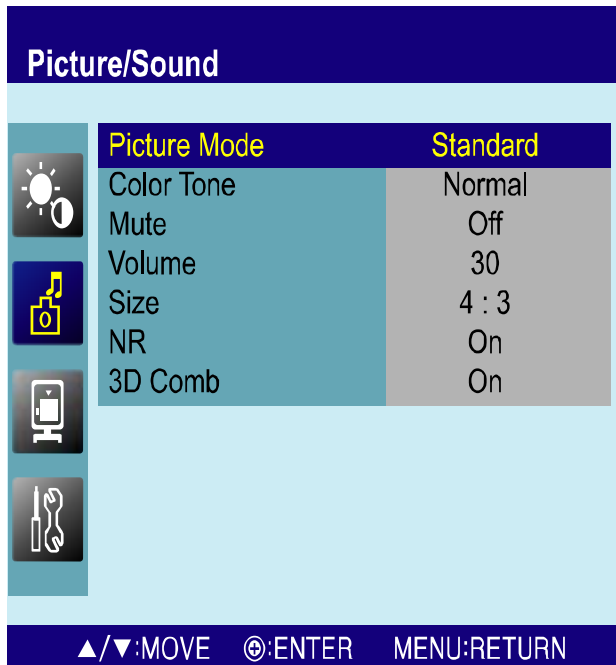 Picture/Sound
Picture Mode Standard
Color Tone Normal
Mute Off
Volume 30
Size 4 : 3
NR On
3D Comb On
▲/▼:MOVE ⊕:ENTER MENU:RETURN